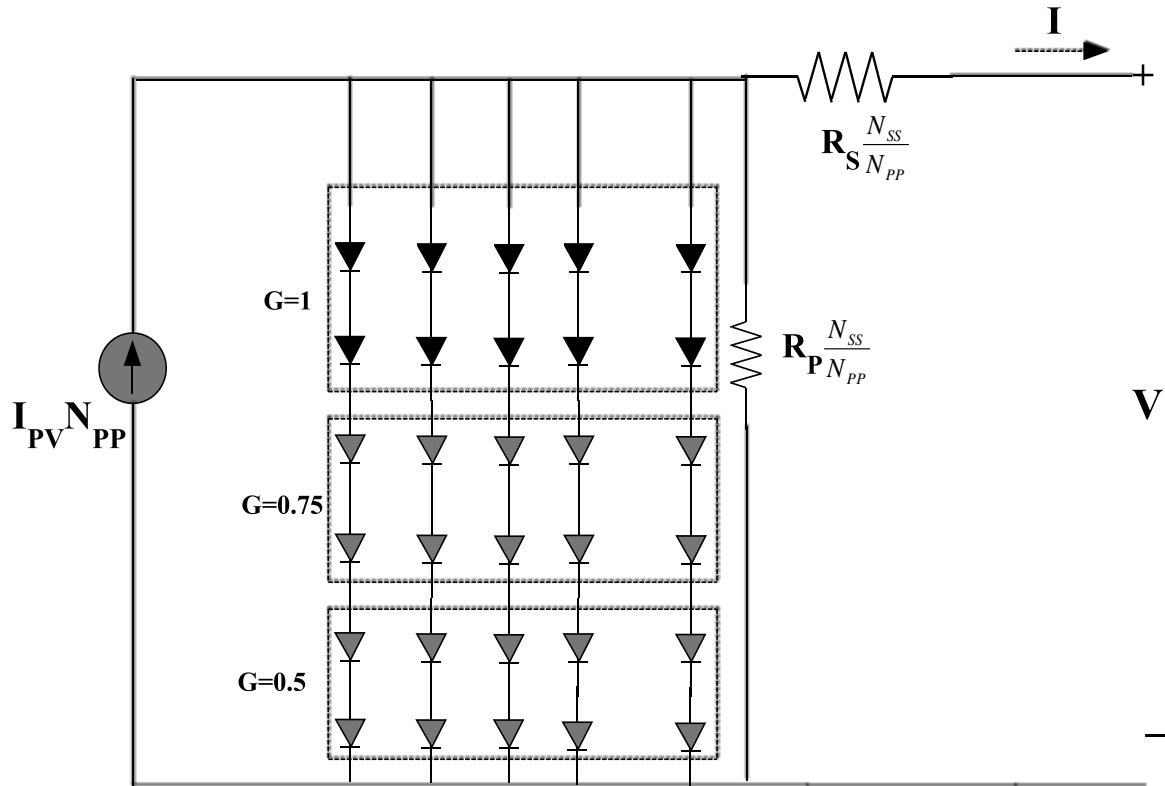 I
+
R_S N_SS/N_PP
G=1
R_P N_SS/N_PP
I_PV N_PP
V
G=0.75
G=0.5
−